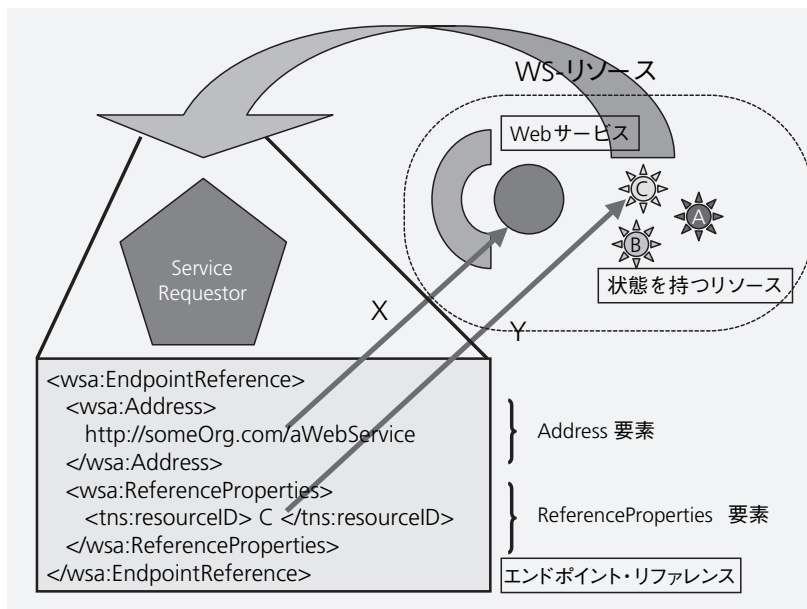 WS-リソース
Webサービス
C
A
B
状態を持つリソース
Service
Requestor
X
Y
<wsa:EndpointReference>
<wsa:Address>
http://someOrg.com/aWebService
</wsa:Address>
<wsa:ReferenceProperties>
<tns:resourceID> C </tns:resourceID>
</wsa:ReferenceProperties>
</wsa:EndpointReference>
Address 要素
ReferenceProperties 要素
エンドポイント・リファレンス